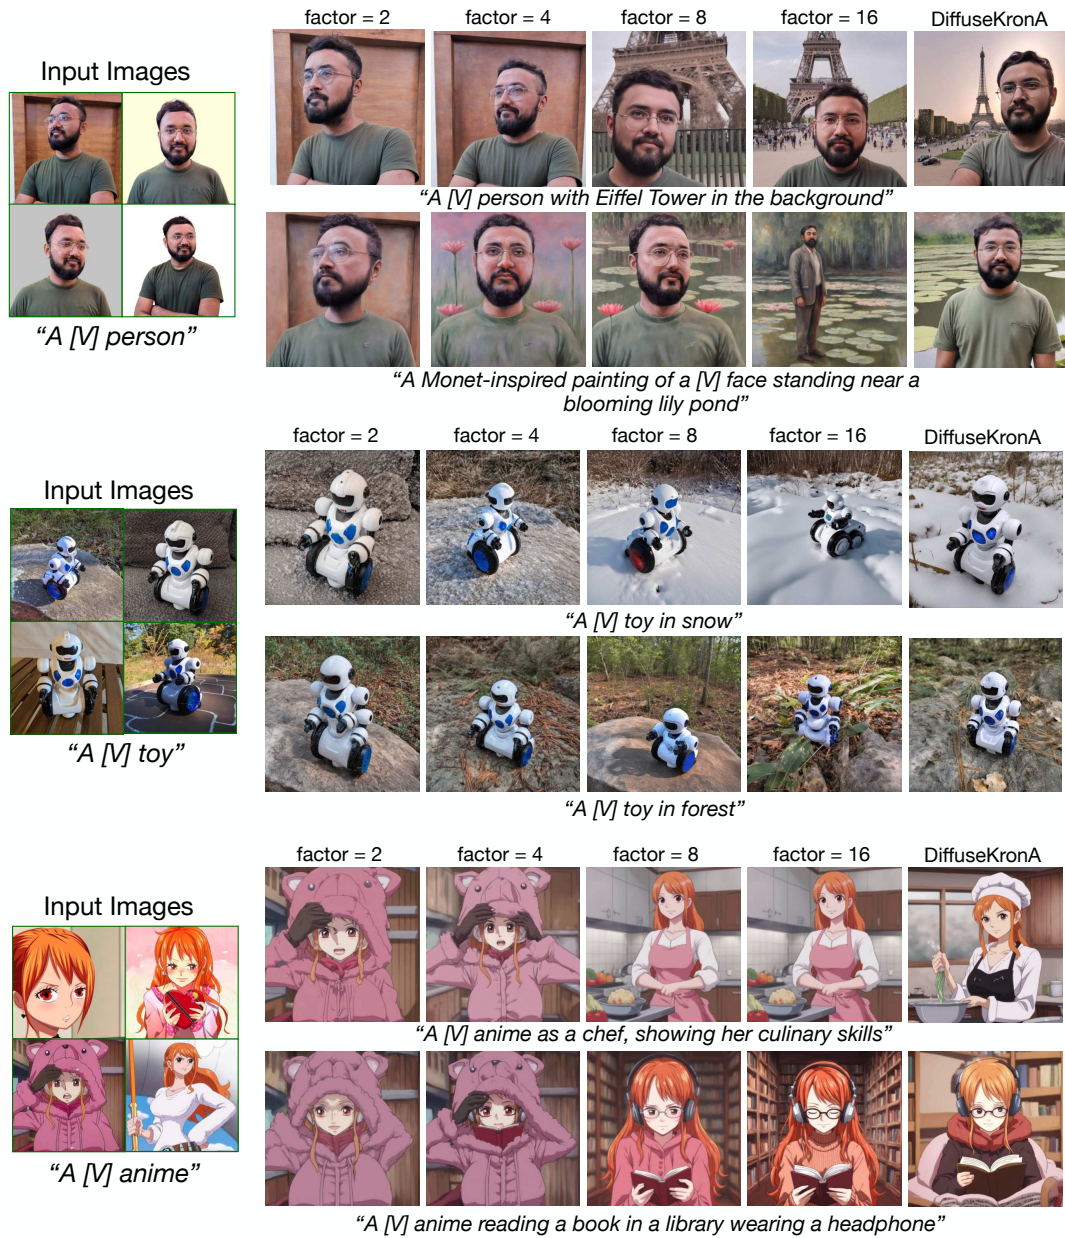 factor = 2 factor = 4 factor = 8 factor = 16 DiffuseKronA
Input Images
“A [V] person with Eiffel Tower in the background”
“A [V] person”
“A Monet-inspired painting of a [V] face standing near a
blooming lily pond”
factor = 2 factor = 4 factor = 8 factor = 16 DiffuseKronA
Input Images
“A [V] toy in snow”
“A [V] toy”
“A [V] toy in forest”
factor = 2 factor = 4 factor = 8 factor = 16 DiffuseKronA
Input Images
“A [V] anime as a chef, showing her culinary skills”
“A [V] anime”
“A [V] anime reading a book in a library wearing a headphone”